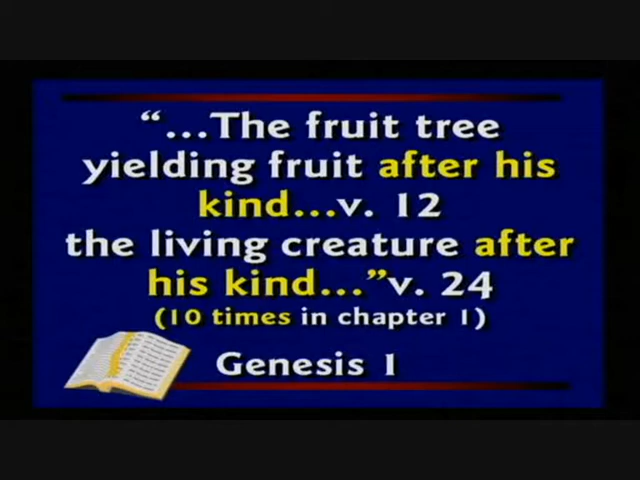 “...The fruit tree
yielding fruit after his
kind...v. 12
the living creature after
his kind...”v. 24
(10 times in chapter 1)
Genesis 1